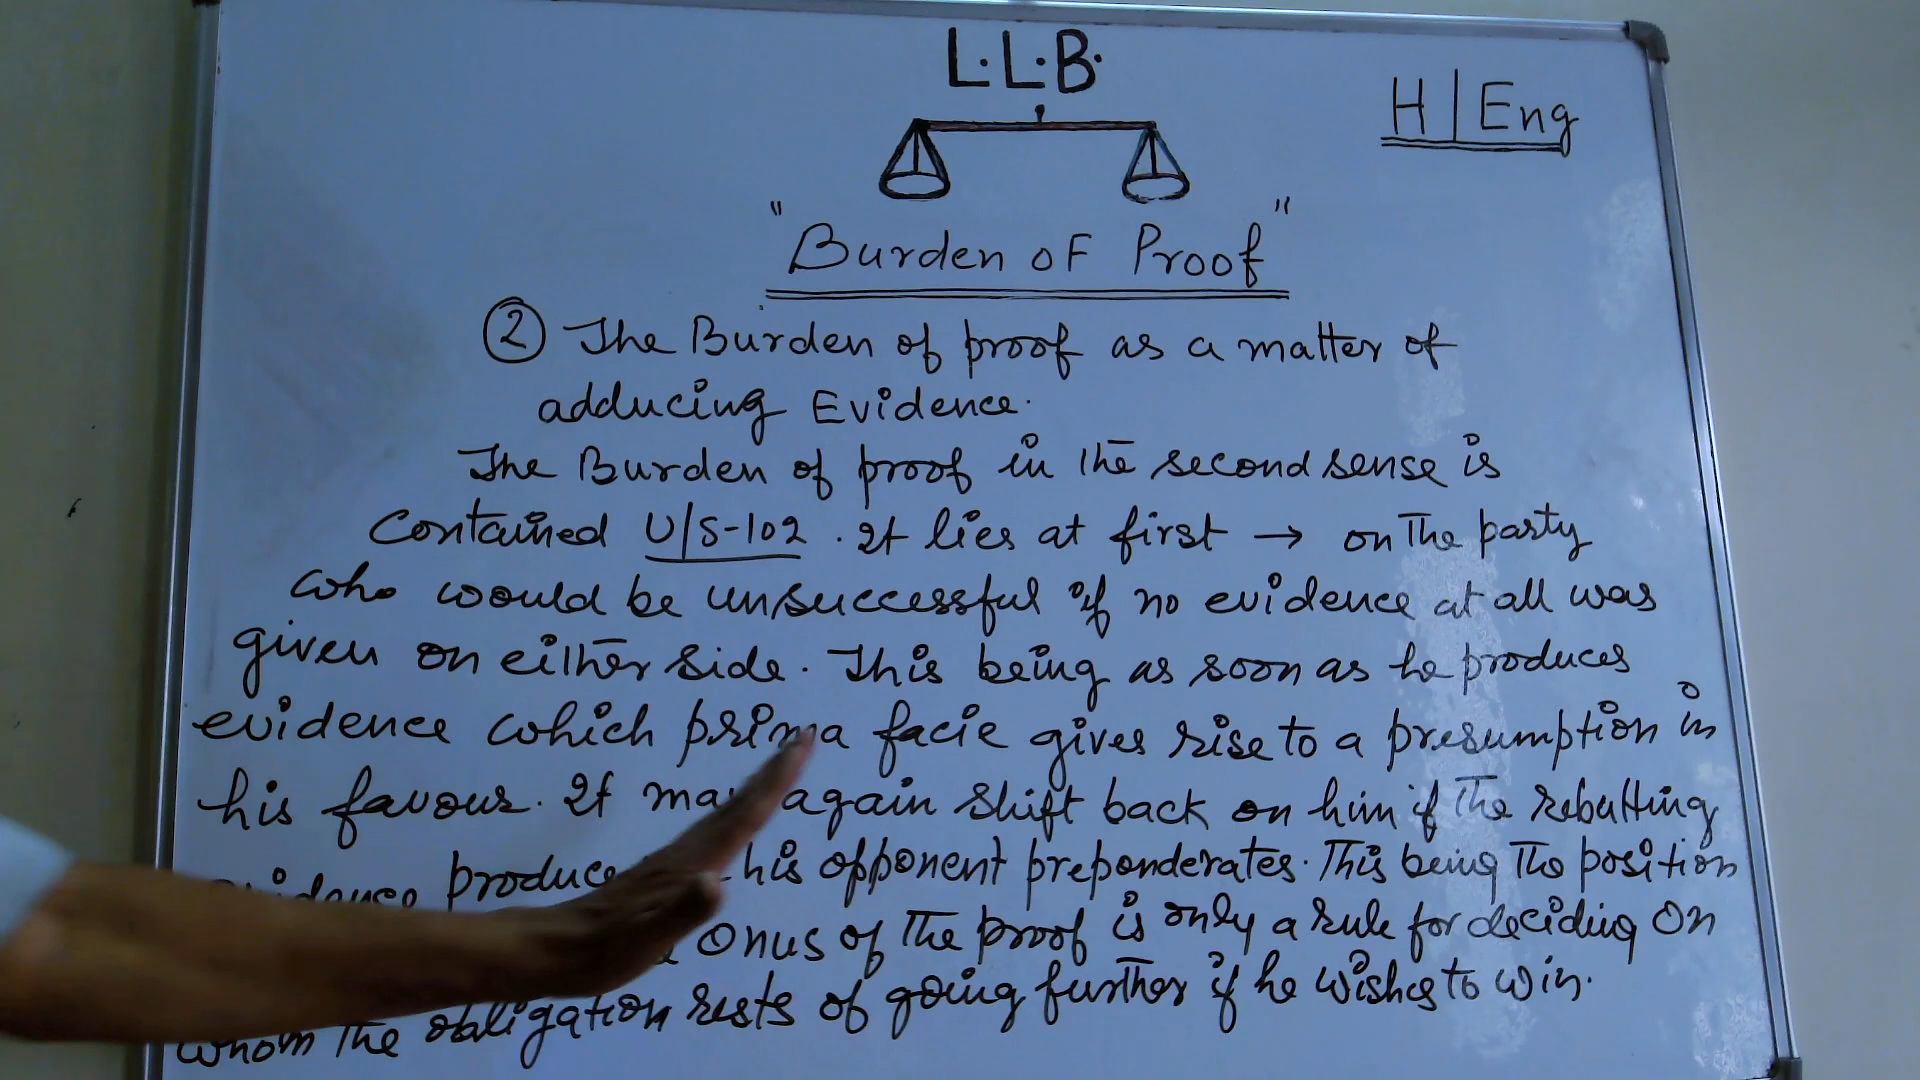 L.L.B.
H|Eng
"Burden oF Proof"
② The Burden of proof as a matter of
adducing Evidence.
The Burden of proof in the second sense is
Contained U/S-102. It lies at first → on the party
who would be unsuccessful if no evidence at all was
given on either side. This being as soon as he produces
evidence which prima facie gives rise to a presumption in
his favour. It may again shift back on him if the rebutting
evidence produce his opponent preponderates. This being the position
Onus of the proof is only a rule for deciding on
whom the obligation rests of going further if he wishes to win.